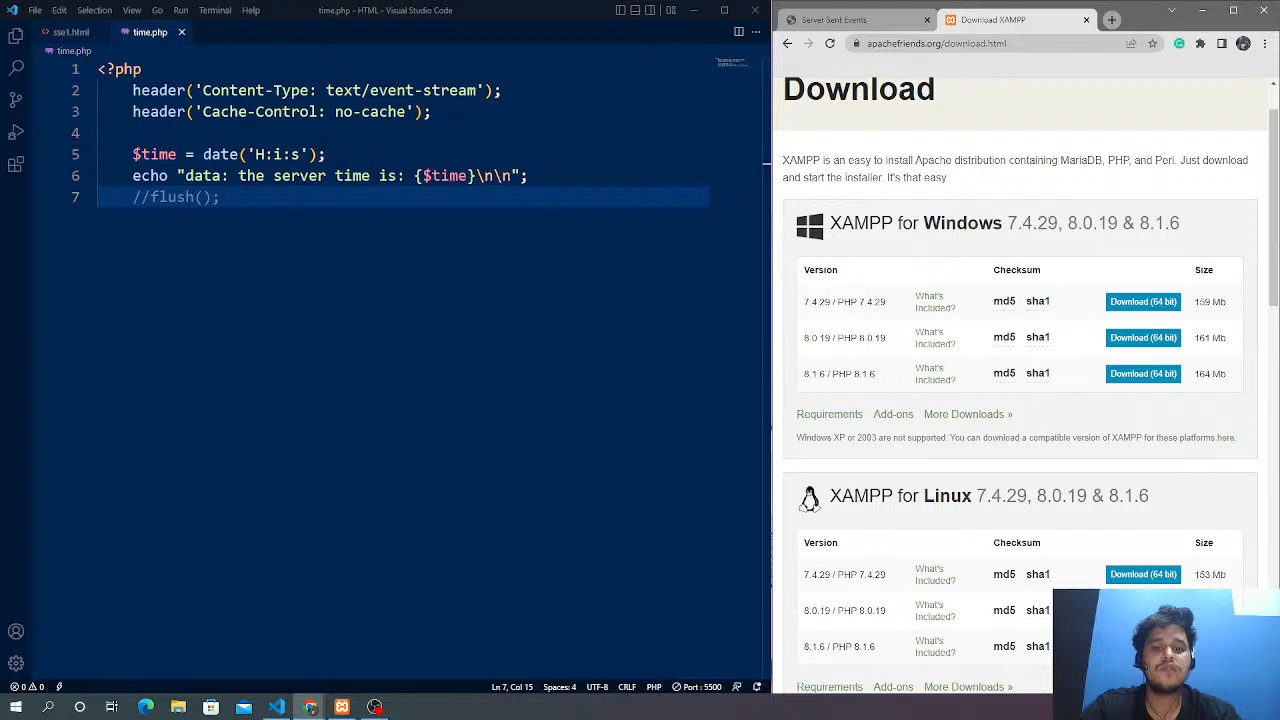 File Edit Selection View Go Run Terminal Help
time.php - HTML - Visual Studio Code
sse1.html
time.php
time.php
1 <?php
2 header('Content-Type: text/event-stream');
3 header('Cache-Control: no-cache');
4
5 $time = date('H:i:s');
6 echo "data: the server time is: {$time}\n\n";
7 //flush();
0 0
Ln 7, Col 15 Spaces: 4 UTF-8 CRLF PHP Port : 5500
Server Sent Events
Download XAMPP
apachefriends.org/download.html
Download
XAMPP is an easy to install Apache distribution containing MariaDB, PHP, and Perl. Just download
and start the installer. It's that easy.
XAMPP for Windows 7.4.29, 8.0.19 & 8.1.6
Version Checksum Size
7.4.29 / PHP 7.4.29 What's Included? md5 sha1 Download (64 bit) 159 Mb
8.0.19 / PHP 8.0.19 What's Included? md5 sha1 Download (64 bit) 161 Mb
8.1.6 / PHP 8.1.6 What's Included? md5 sha1 Download (64 bit) 164 Mb
Requirements Add-ons More Downloads »
Windows XP or 2003 are not supported. You can download a compatible version of XAMPP for these platforms here.
XAMPP for Linux 7.4.29, 8.0.19 & 8.1.6
Version Checksum Size
7.4.29 / PHP 7.4.29 What's Included? md5 sha1 Download (64 bit) 153 Mb
8.0.19 / PHP 8.0.19 What's Included? md5 sha1
8.1.6 / PHP 8.1.6 What's Included? md5 sha1
Requirements Add-ons More Downloads »